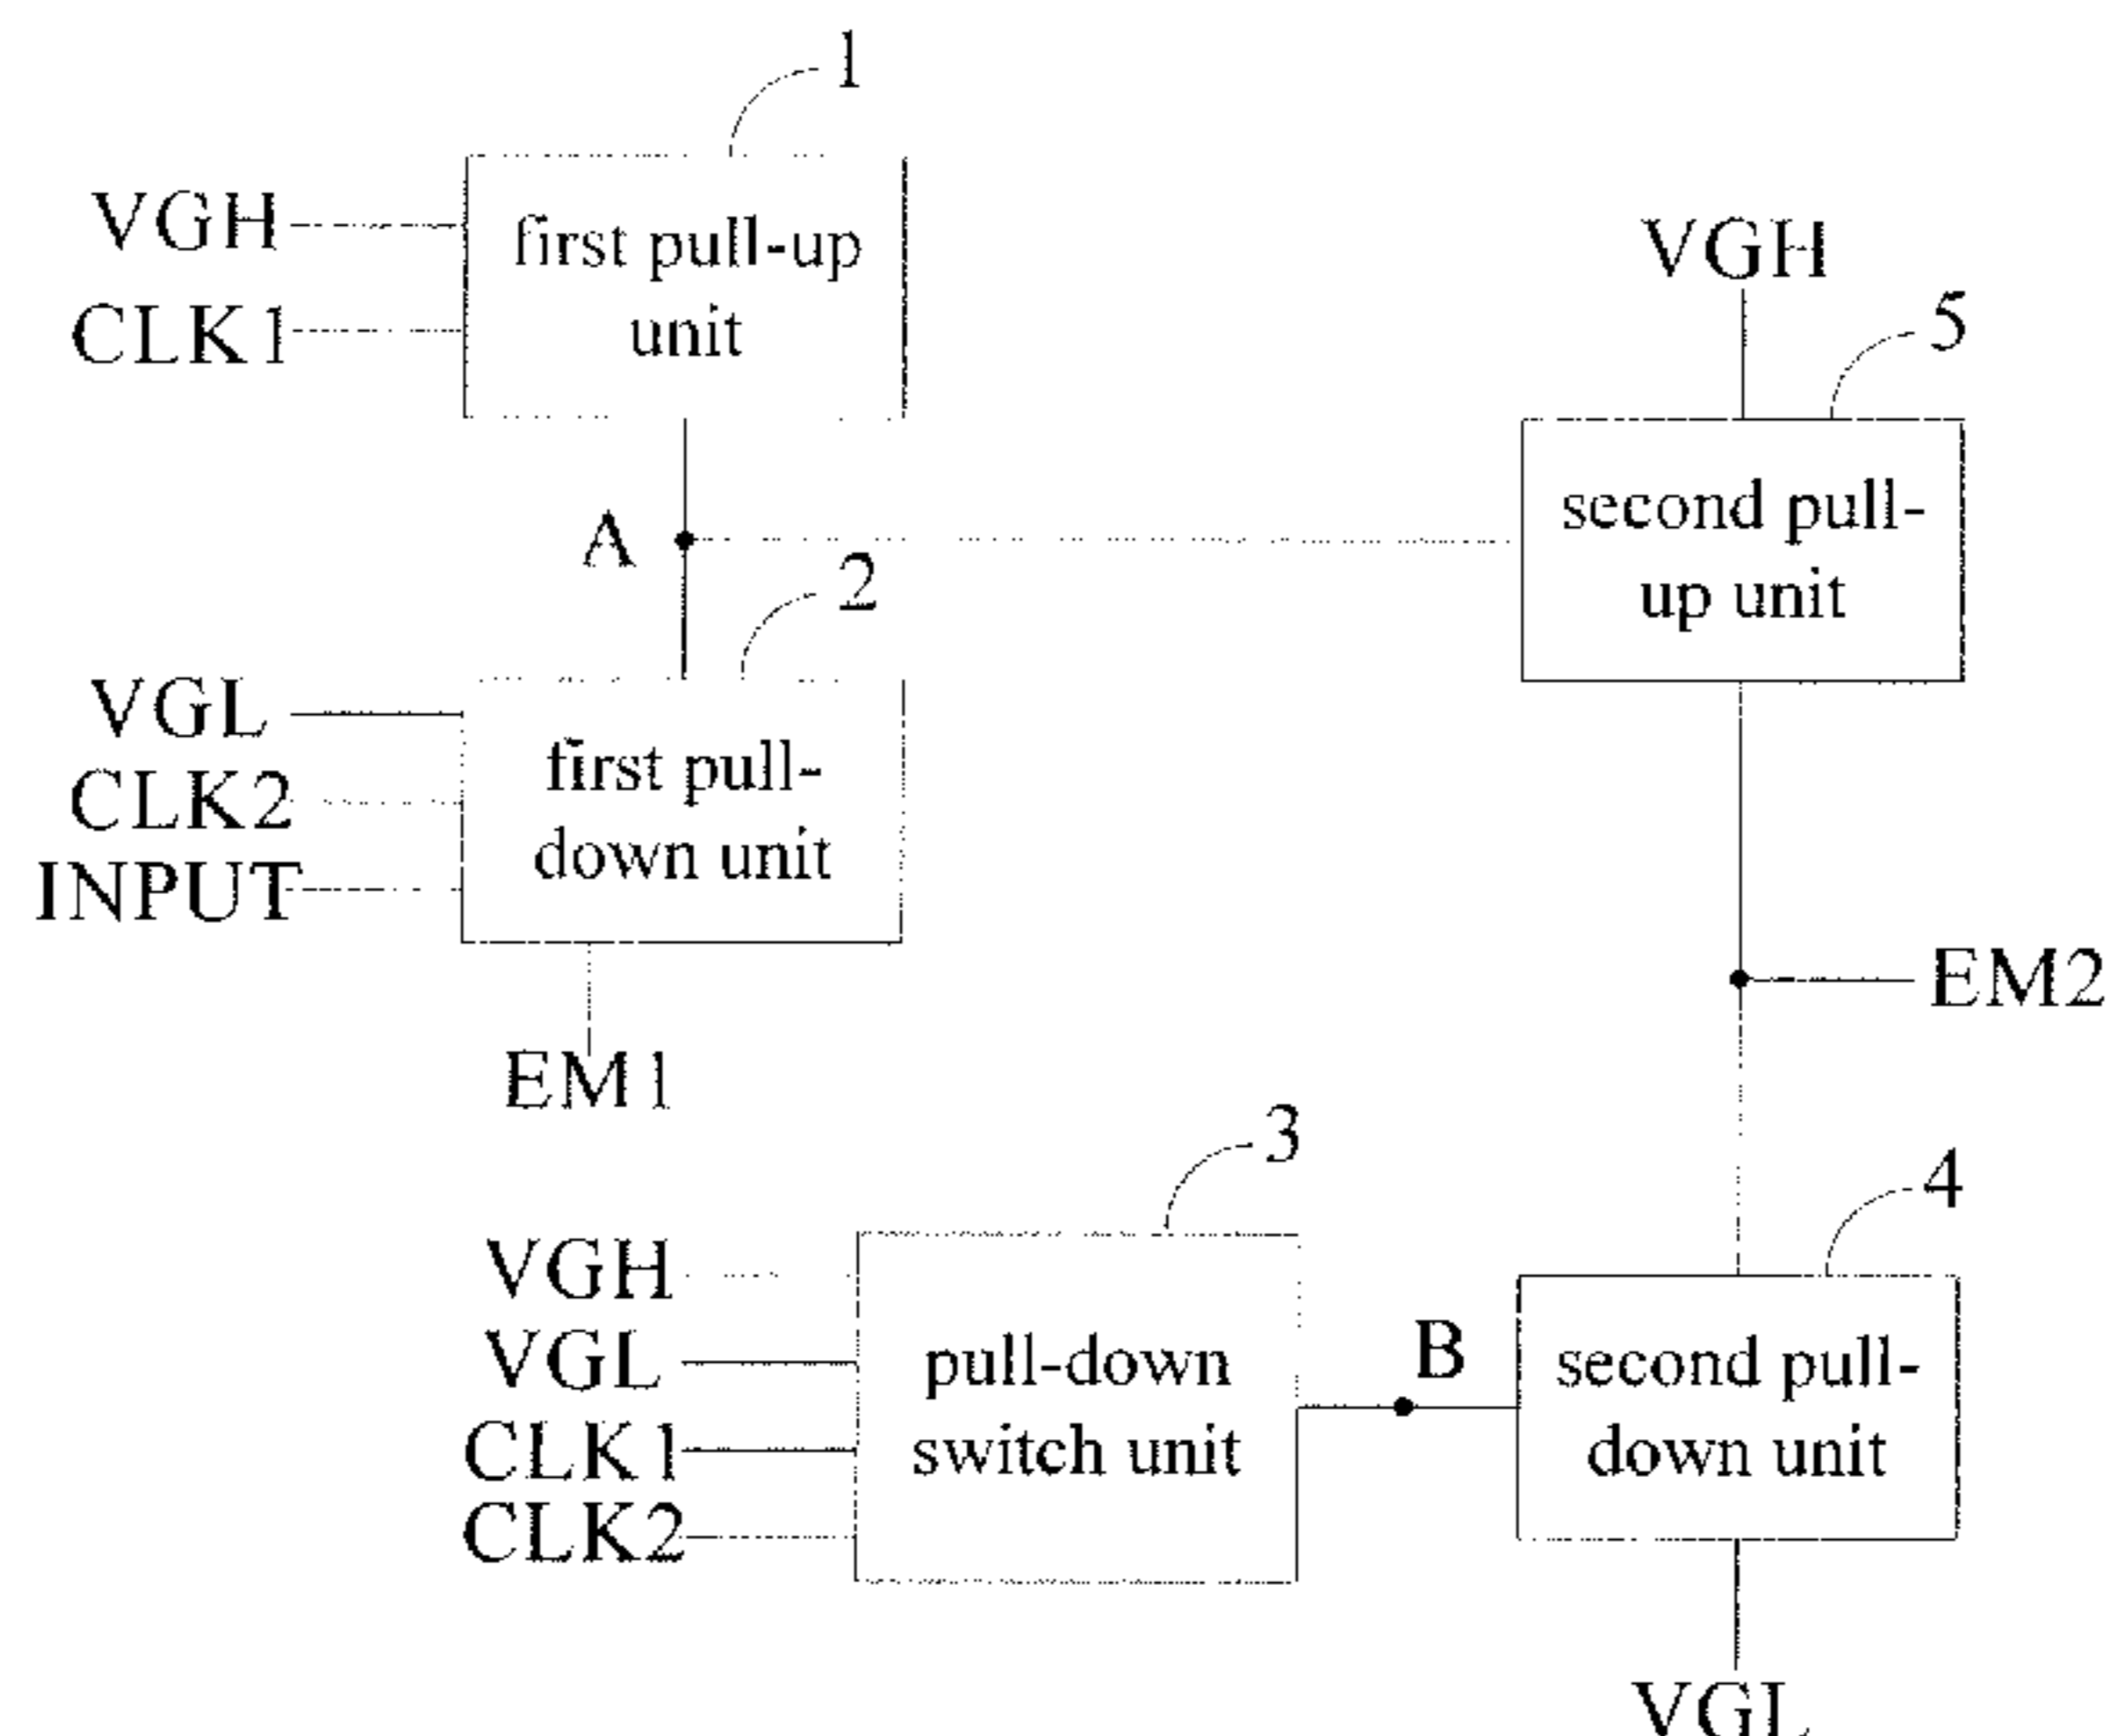 1
VGH
first pull-up
unit
CLK1
VGH
5
second pull-
up unit
A
2
VGL
CLK2
INPUT
first pull-
down unit
EM1
EM2
3
4
VGH
VGL
CLK1
CLK2
pull-down
switch unit
B
second pull-
down unit
VGL